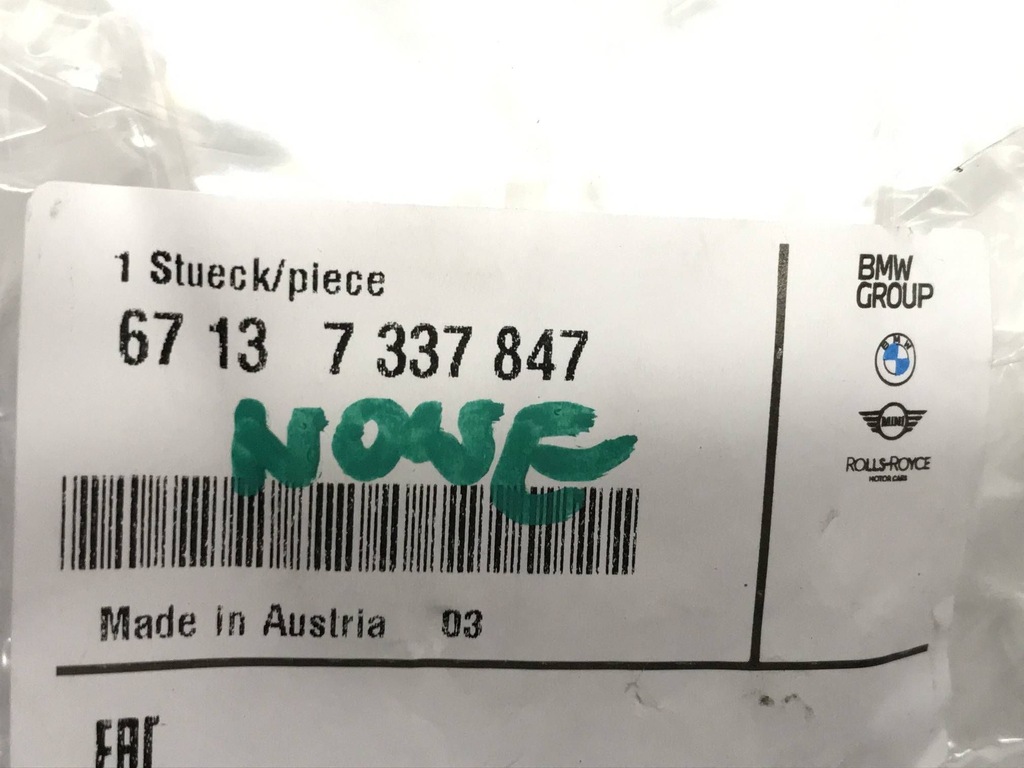 1 Stueck/piece
67 13 7 337 847
NOWE
Made in Austria 03
EAC
BMW
GROUP
BMW
MINI
ROLLS-ROYCE
MOTOR CARS